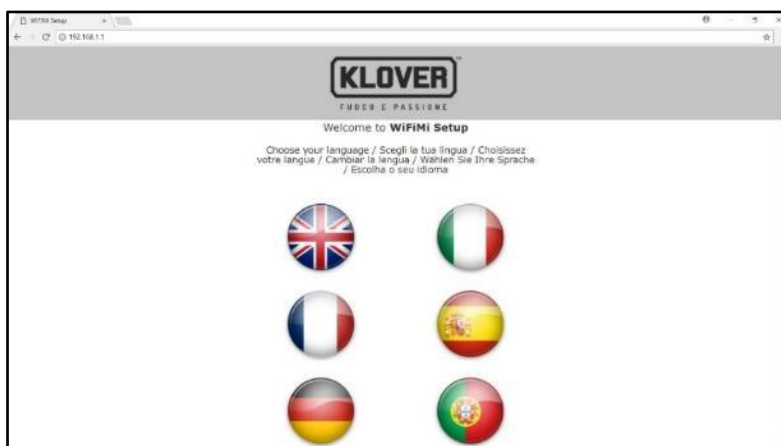 WiFiMi Setup
192.168.1.1
KLOVER
FUOCO E PASSIONE
Welcome to WiFiMi Setup
Choose your language / Scegli la tua lingua / Choisissez
votre langue / Cambiar la lengua / Wählen Sie Ihre Sprache
/ Escolha o seu idioma